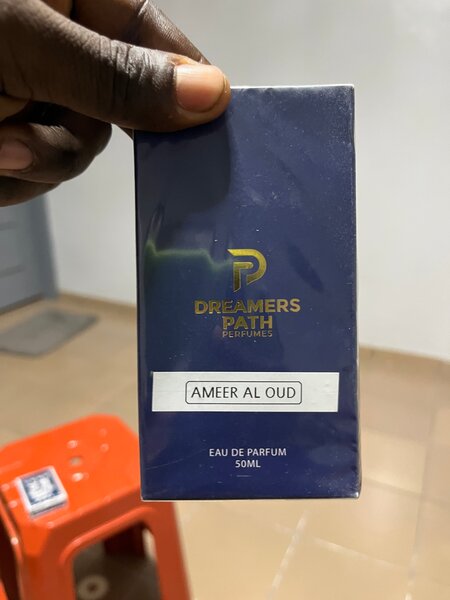 DREAMERS
PATH
PERFUMES
AMEER AL OUD
EAU DE PARFUM
50ML